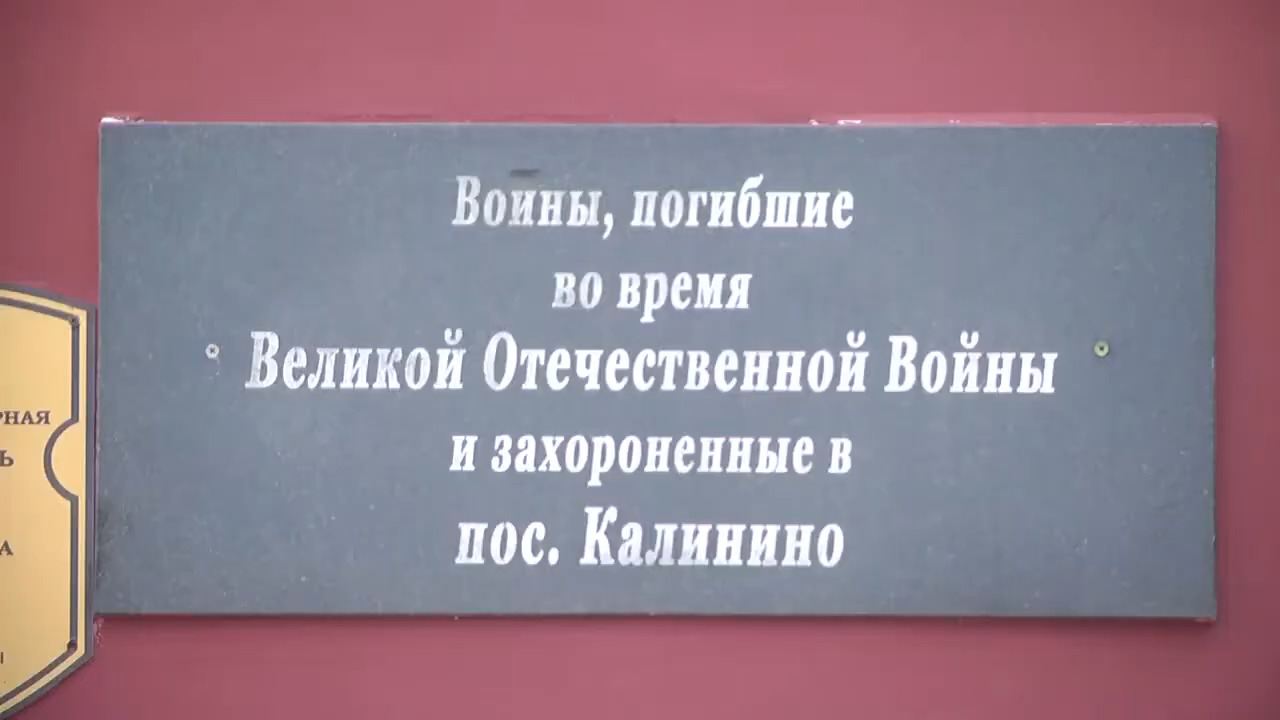 Воины, погибшие
во время
Великой Отечественной Войны
и захороненные в
пос. Калинино